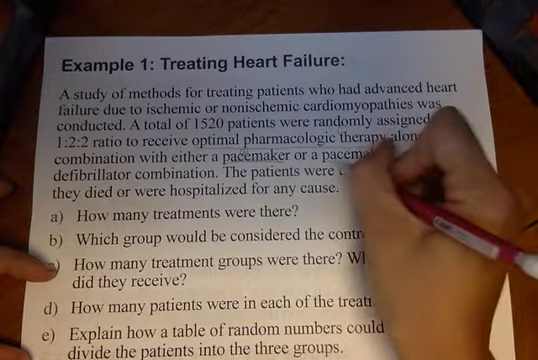 Example 1: Treating Heart Failure:
A study of methods for treating patients who had advanced heart
failure due to ischemic or nonischemic cardiomyopathies was
conducted. A total of 1520 patients were randomly assigned
1:2:2 ratio to receive optimal pharmacologic therapy
combination with either a pacemaker or a
defibrillator combination. The patients were
they died or were hospitalized for any cause.
a) How many treatments were there?
b) Which group would be considered the
How many treatment groups were there?
did they receive?
d) How many patients were in each of the
e) Explain how a table of random numbers could
divide the patients into the three groups.